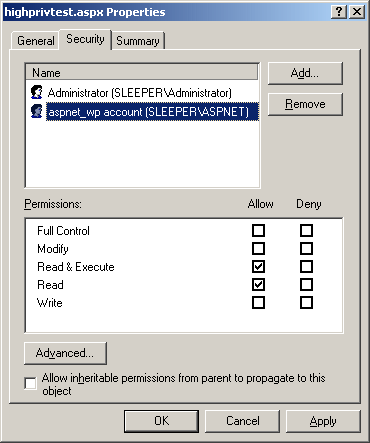 highprivtest.aspx Properties
General Security Summary
Name
Add...
Administrator (SLEEPER\Administrator)
aspnet_wp account (SLEEPER\ASPNET)
Remove
Permissions: Allow Deny
Full Control
Modify
Read & Execute
Read
Write
Advanced...
Allow inheritable permissions from parent to propagate to this
object
OK Cancel Apply